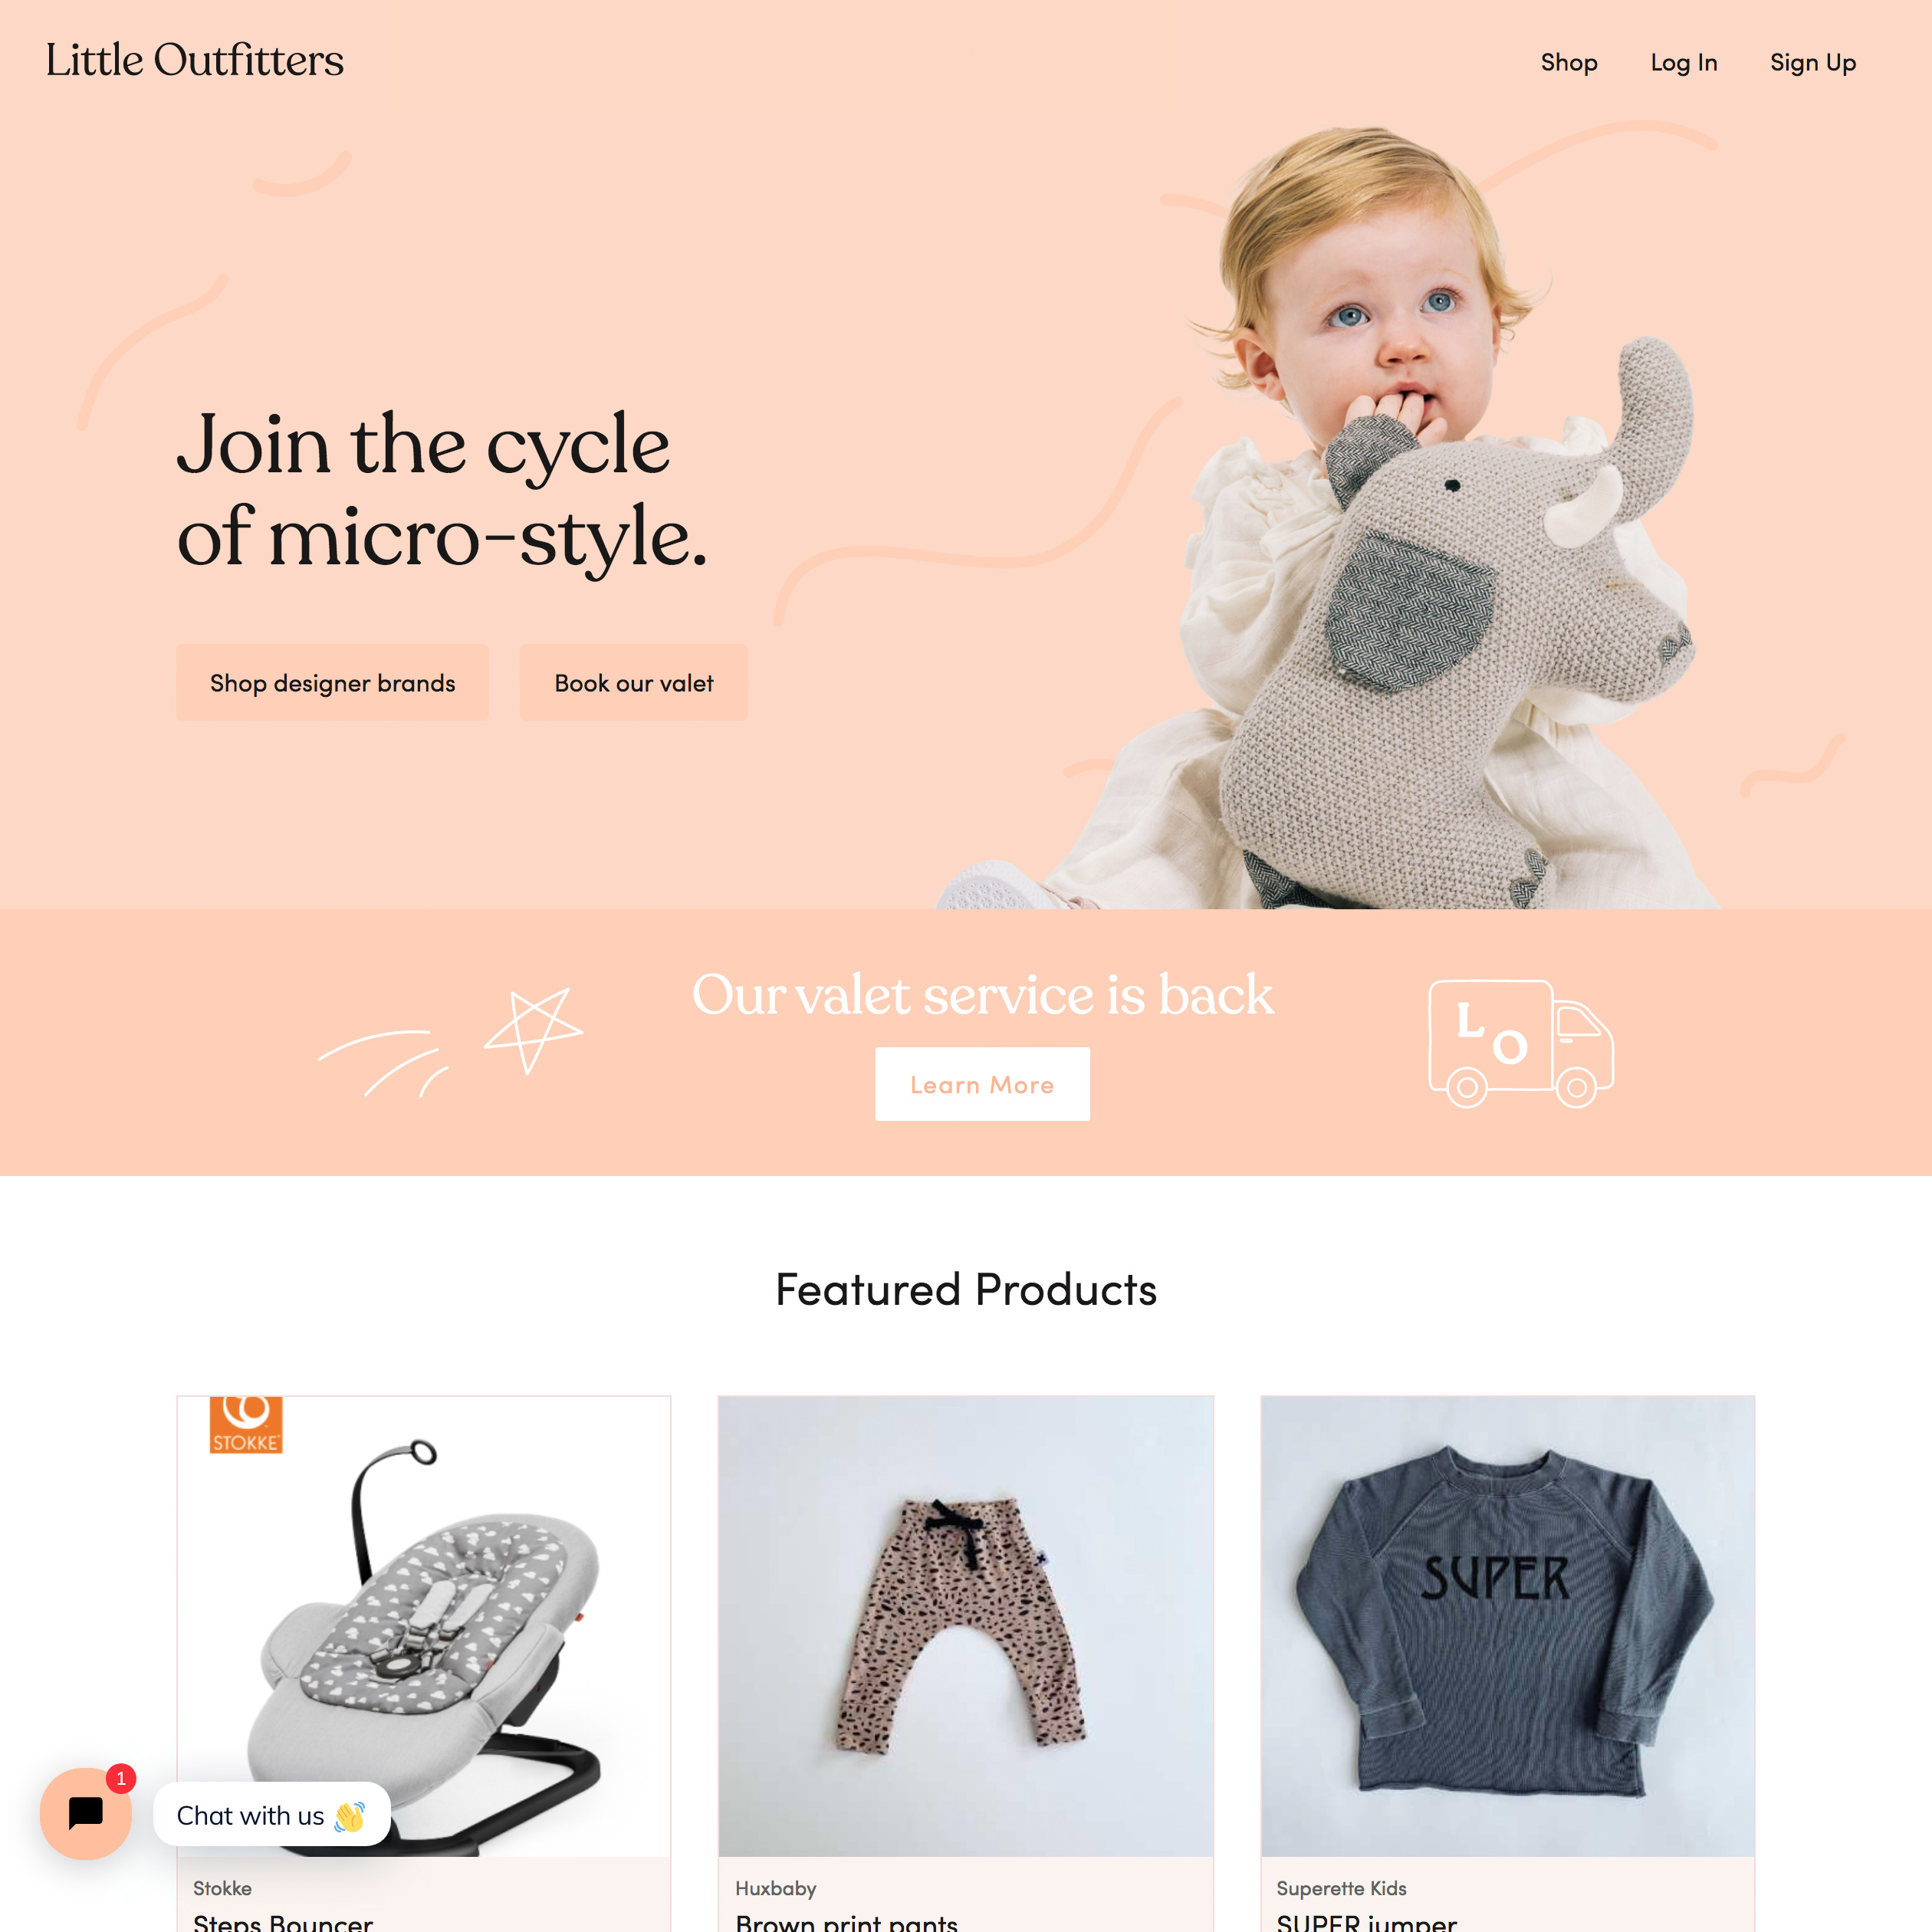 Little Outfitters
Shop
Log In
Sign Up
Join the cycle
of micro-style.
Shop designer brands
Book our valet
Our valet service is back
Learn More
L
O
Featured Products
STOKKE
SUPER
1
Chat with us 👋
Stokke
Huxbaby
Superette Kids
Steps Bouncer
Brown print pants
SUPER jumper